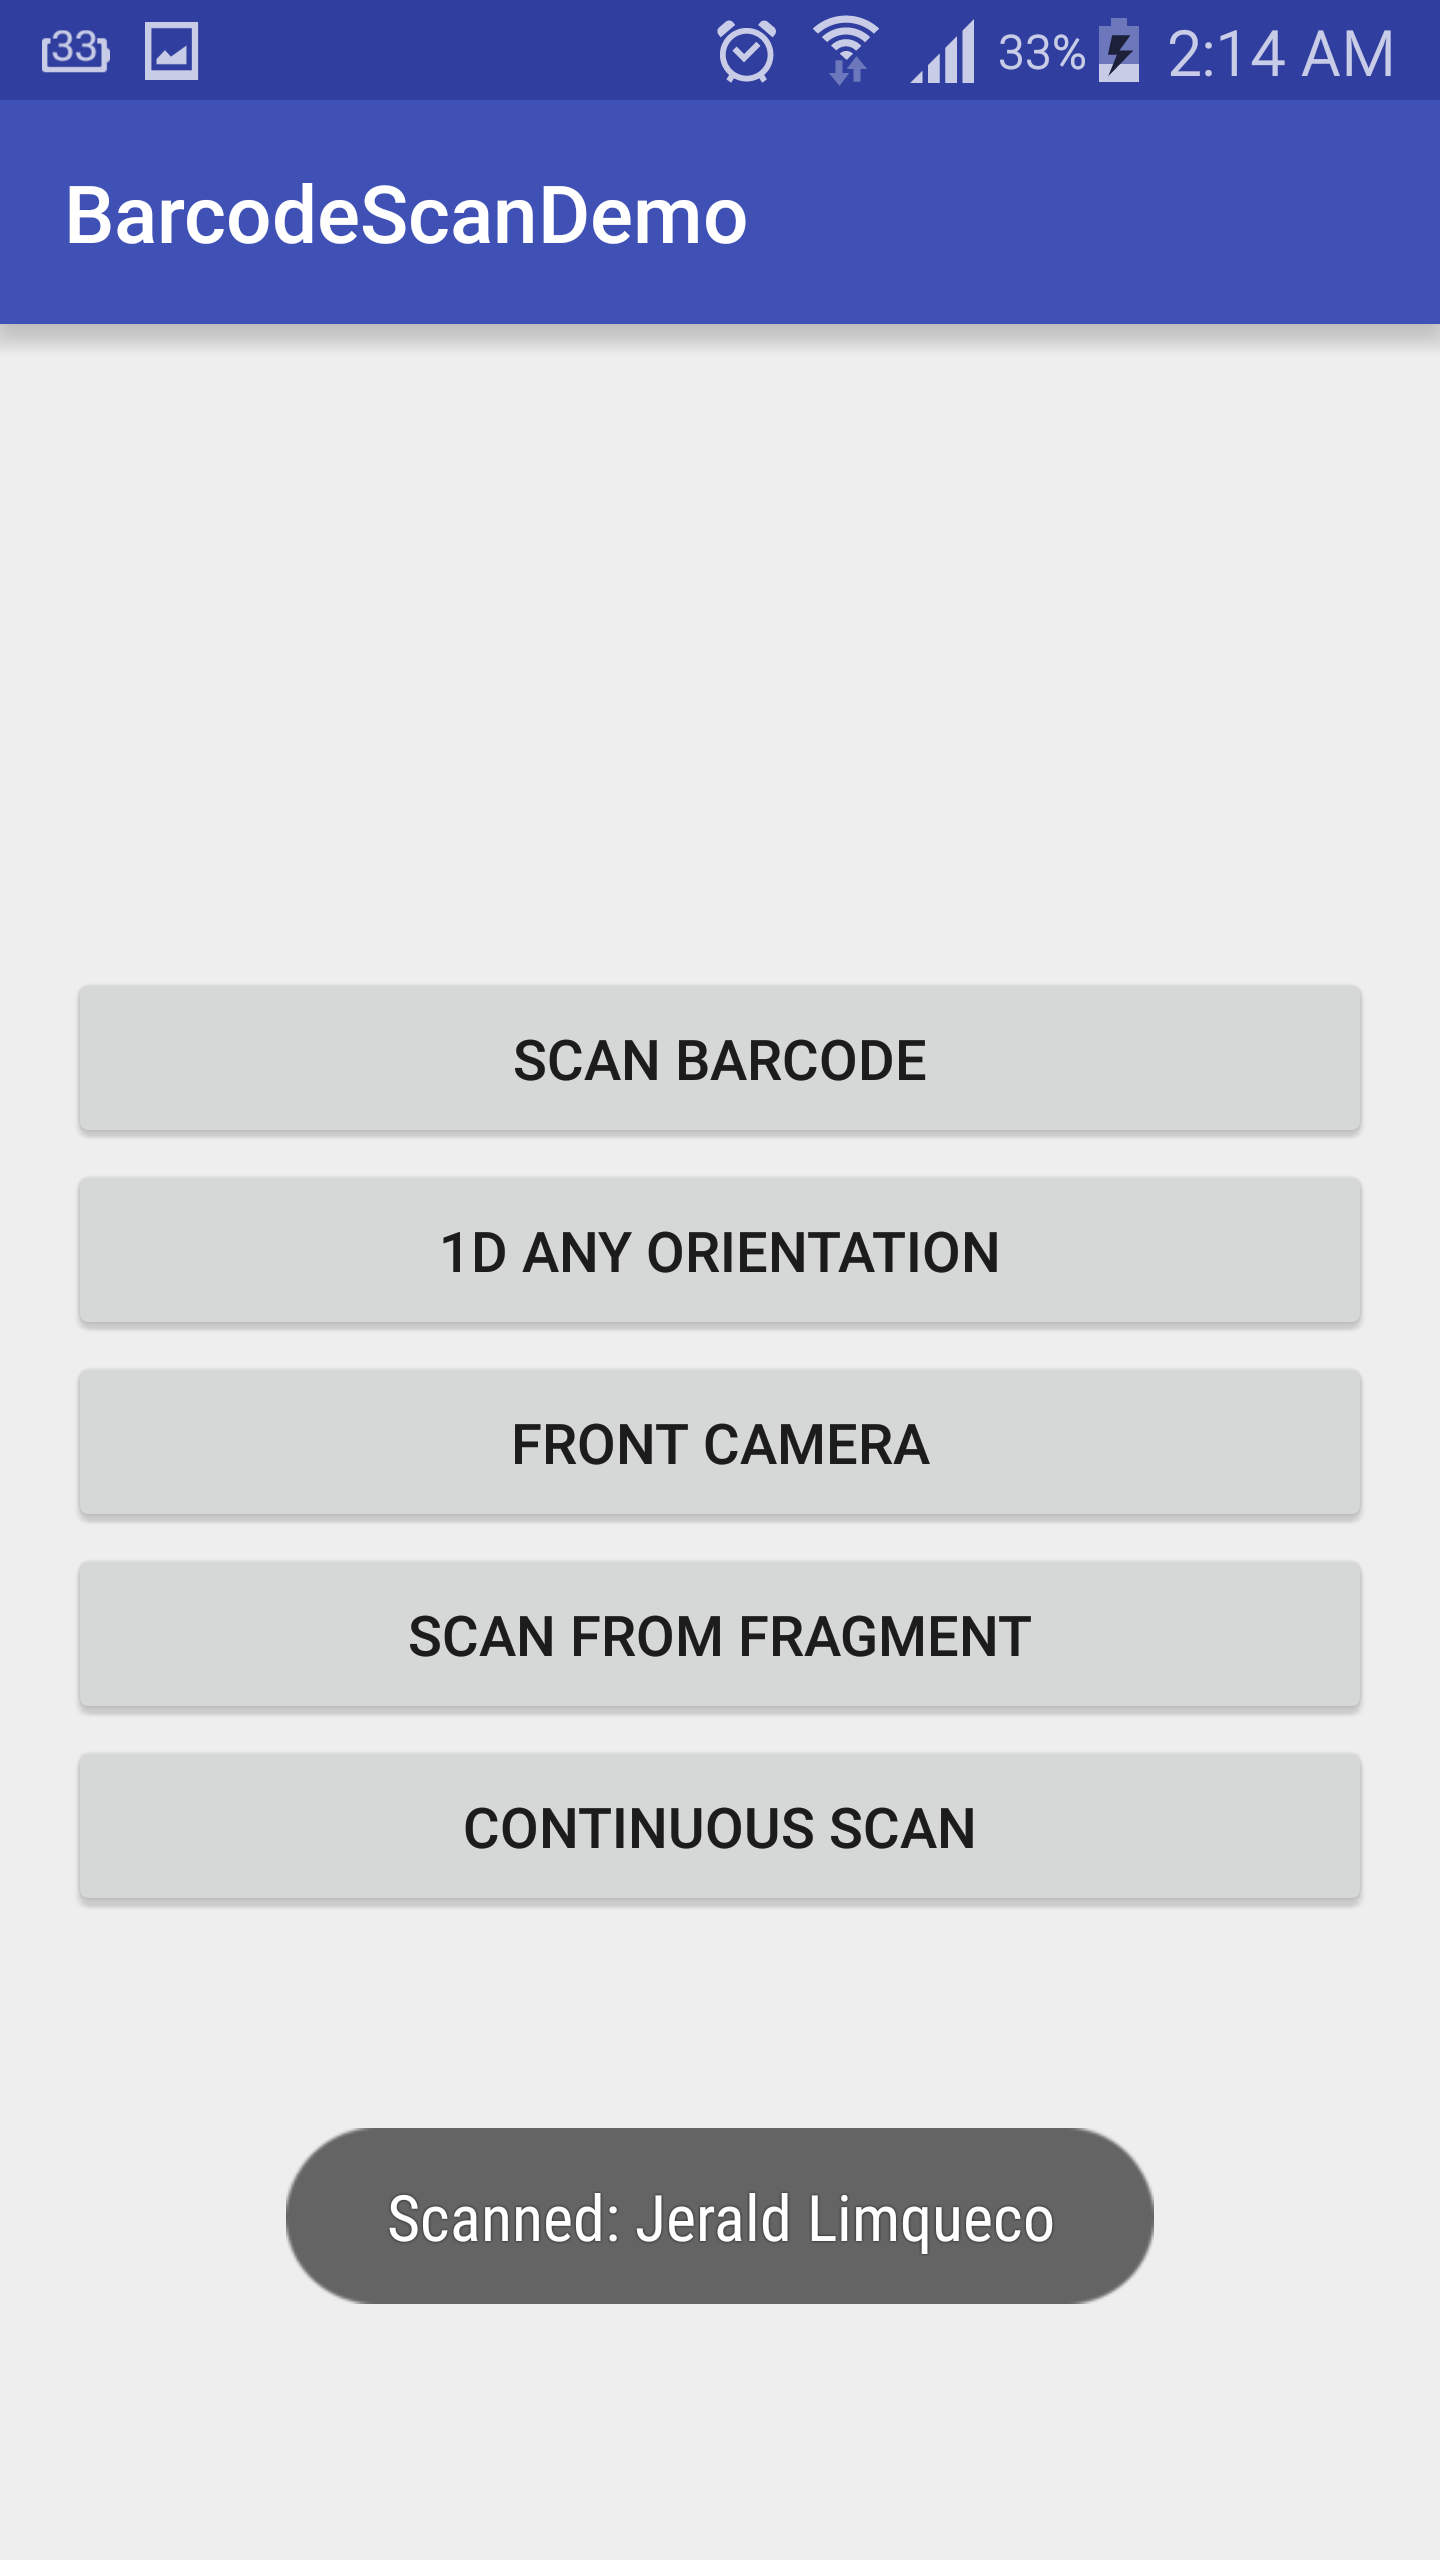 33
33%
2:14 AM
BarcodeScanDemo
SCAN BARCODE
1D ANY ORIENTATION
FRONT CAMERA
SCAN FROM FRAGMENT
CONTINUOUS SCAN
Scanned: Jerald Limqueco